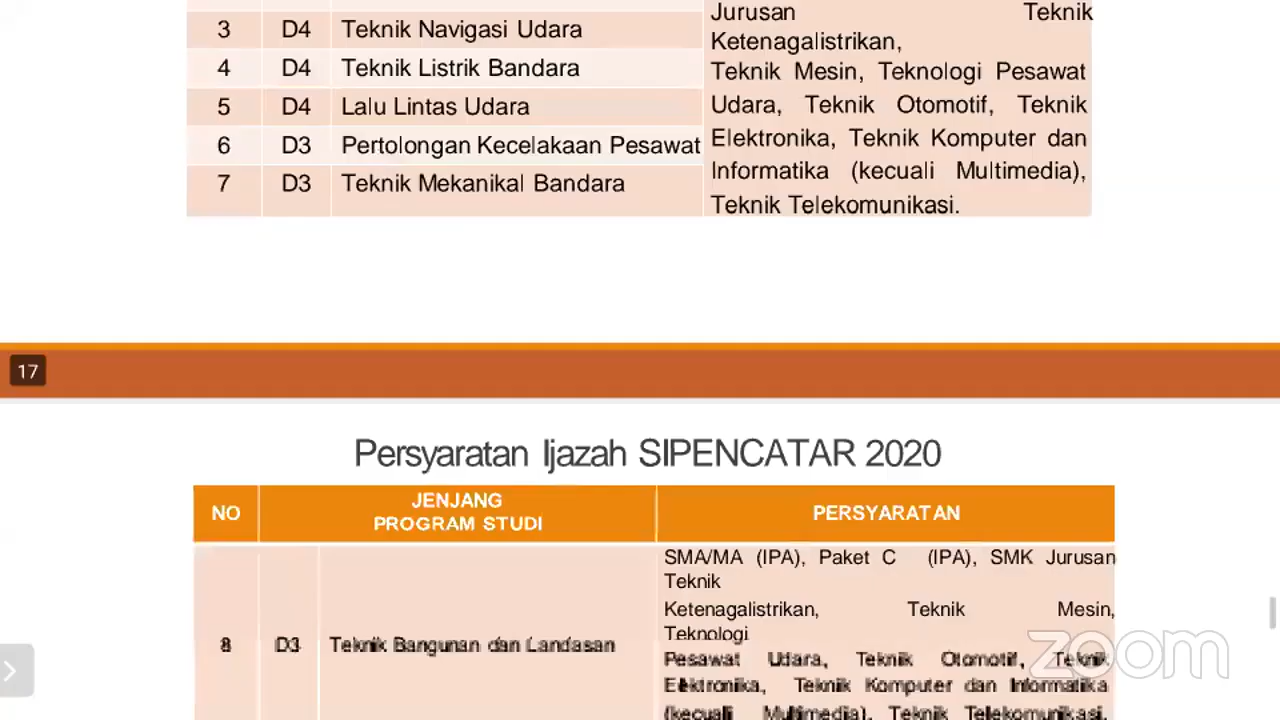 Jurusan Teknik
3 D4 Teknik Navigasi Udara
Ketenagalistrikan,
4 D4 Teknik Listrik Bandara
Teknik Mesin, Teknologi Pesawat
5 D4 Lalu Lintas Udara
Udara, Teknik Otomotif, Teknik
6 D3 Pertolongan Kecelakaan Pesawat
Elektronika, Teknik Komputer dan
Informatika (kecuali Multimedia),
7 D3 Teknik Mekanikal Bandara
Teknik Telekomunikasi.
17
Persyaratan Ijazah SIPENCATAR 2020
NO
JENJANG
PROGRAM STUDI
PERSYARATAN
8 D3 Teknik Bangunan dan Landasan
SMA/MA (IPA), Paket C (IPA), SMK Jurusan
Teknik
Ketenagalistrikan, Teknik Mesin,
Teknologi
Pesawat Udara, Teknik Otomotif, Teknik
Elektronika, Teknik Komputer dan Informatika
(kecuali Multimedia), Teknik Telekomunikasi,
zoom